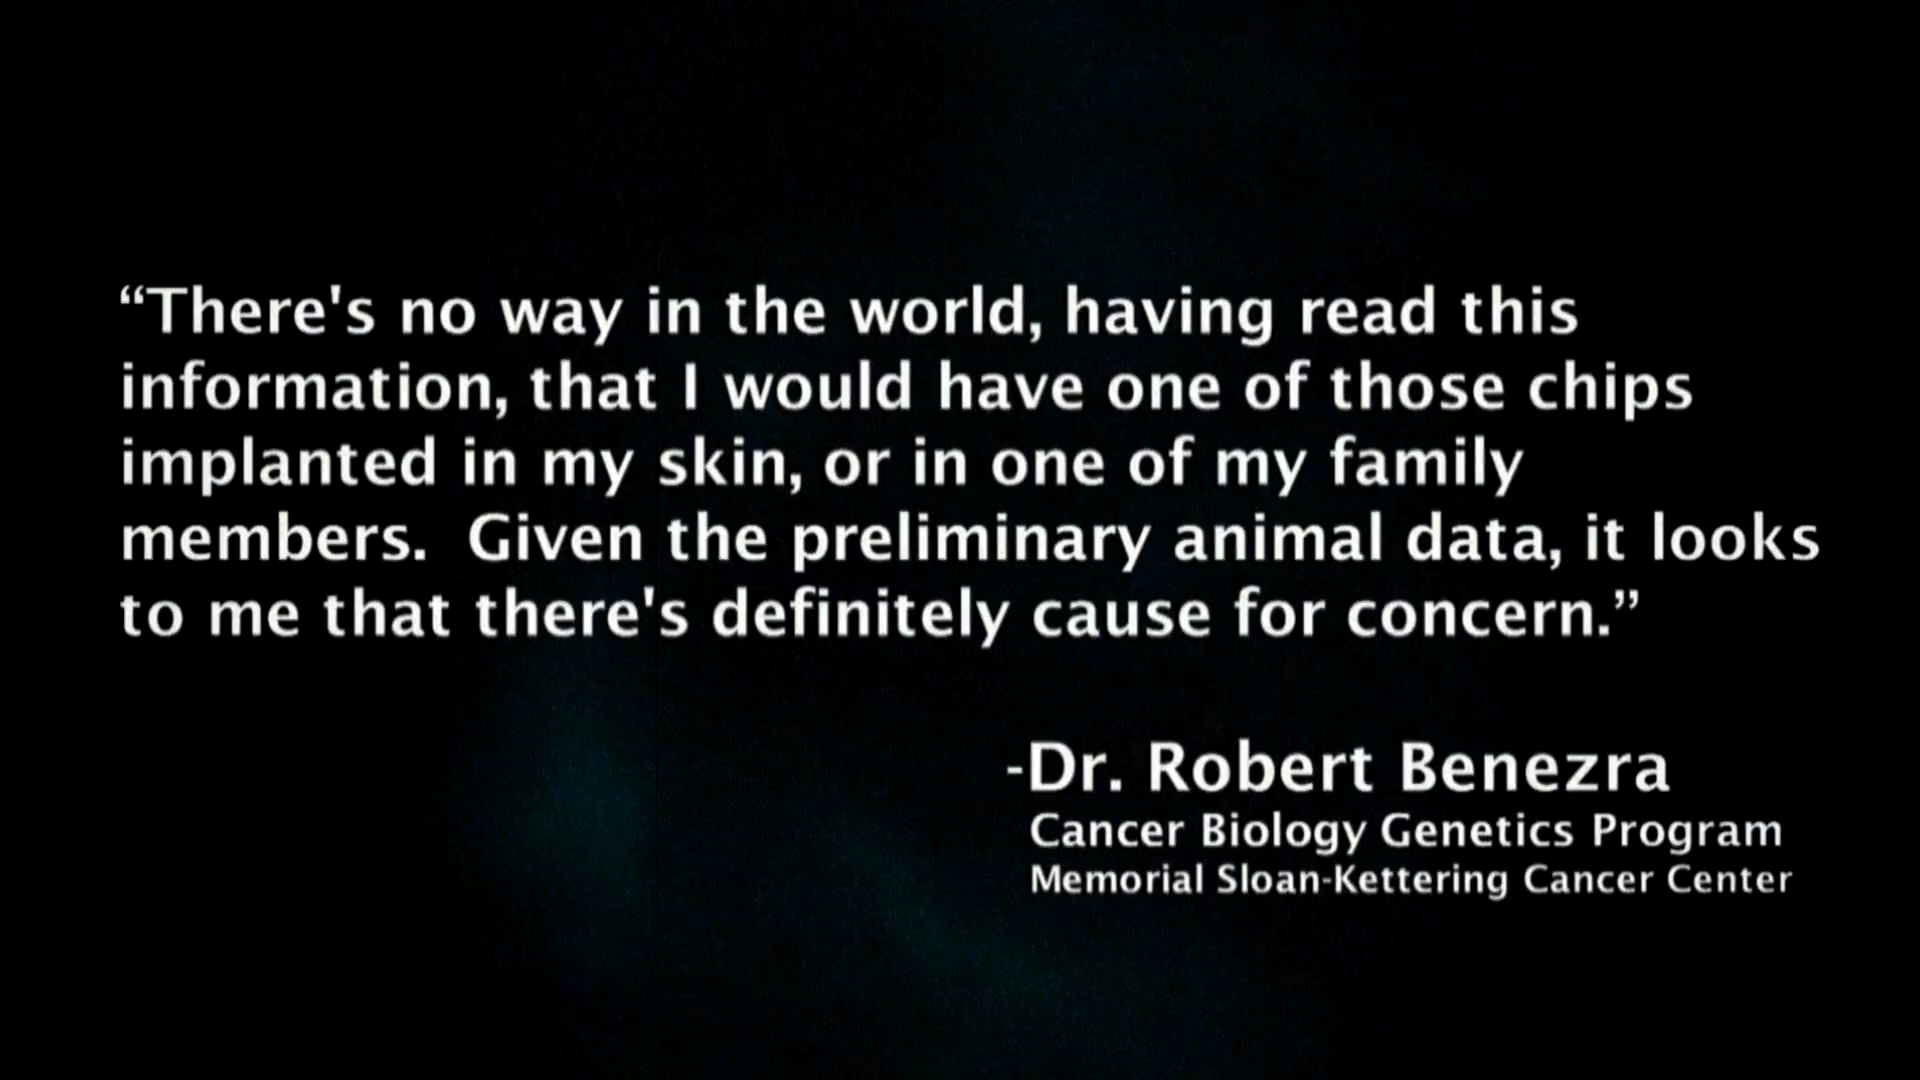 “There's no way in the world, having read this
information, that I would have one of those chips
implanted in my skin, or in one of my family
members.  Given the preliminary animal data, it looks
to me that there's definitely cause for concern.”
-Dr. Robert Benezra
Cancer Biology Genetics Program
Memorial Sloan-Kettering Cancer Center